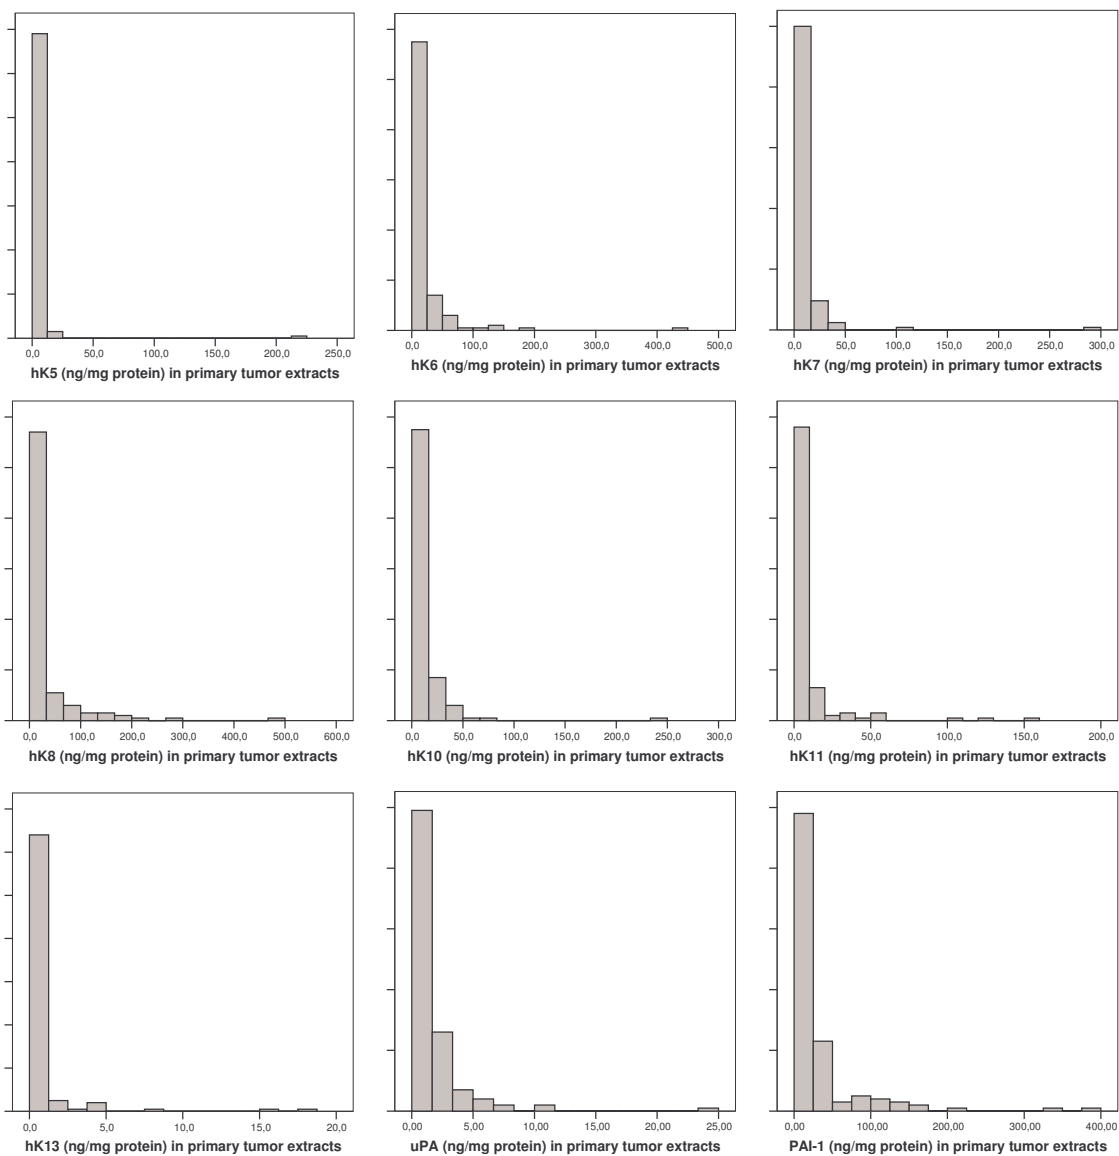 0,0 50,0 100,0 150,0 200,0 250,0
hK5 (ng/mg protein) in primary tumor extracts
0,0 100,0 200,0 300,0 400,0 500,0
hK6 (ng/mg protein) in primary tumor extracts
0,0 50,0 100,0 150,0 200,0 250,0 300,0
hK7 (ng/mg protein) in primary tumor extracts
0,0 100,0 200,0 300,0 400,0 500,0 600,0
hK8 (ng/mg protein) in primary tumor extracts
0,0 50,0 100,0 150,0 200,0 250,0 300,0
hK10 (ng/mg protein) in primary tumor extracts
0,0 50,0 100,0 150,0 200,0
hK11 (ng/mg protein) in primary tumor extracts
0,0 5,0 10,0 15,0 20,0
hK13 (ng/mg protein) in primary tumor extracts
0,00 5,00 10,00 15,00 20,00 25,00
uPA (ng/mg protein) in primary tumor extracts
0,00 100,00 200,00 300,00 400,00
PAI-1 (ng/mg protein) in primary tumor extracts